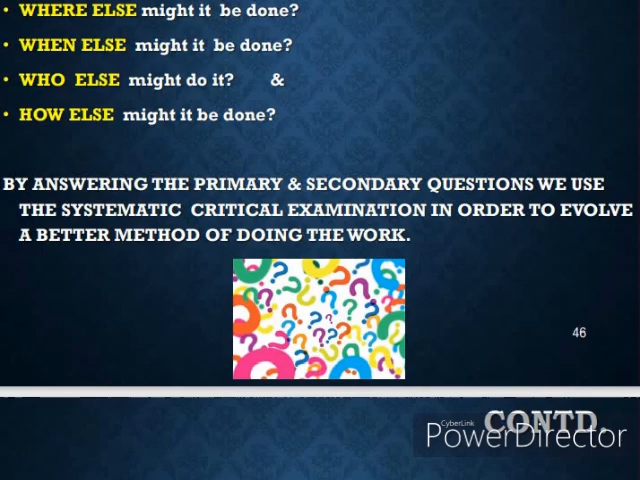 • WHERE ELSE might it be done?
• WHEN ELSE might it be done?
• WHO ELSE might do it? &
• HOW ELSE might it be done?
BY ANSWERING THE PRIMARY & SECONDARY QUESTIONS WE USE
THE SYSTEMATIC CRITICAL EXAMINATION IN ORDER TO EVOLVE
A BETTER METHOD OF DOING THE WORK.
46
CONTD.
CyberLink
PowerDirector